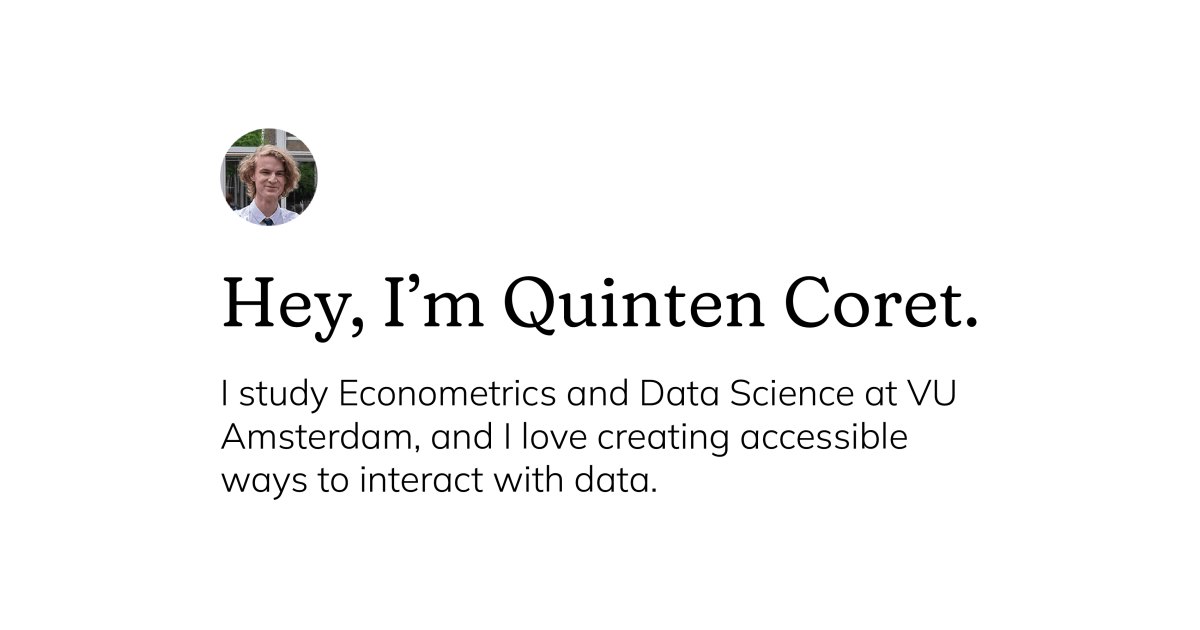 Hey, I’m Quinten Coret.
I study Econometrics and Data Science at VU
Amsterdam, and I love creating accessible
ways to interact with data.